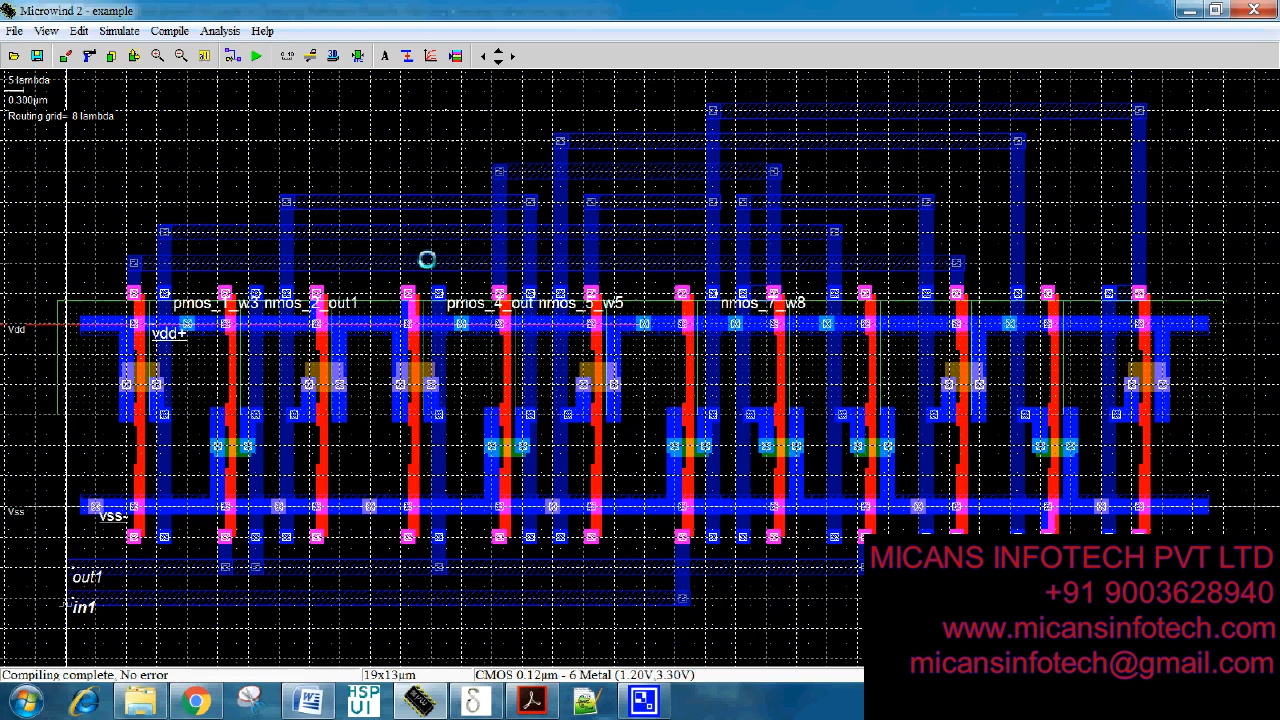 Microwind 2 - example
File View Edit Simulate Compile Analysis Help
5 lambda
0.300µm
Routing grid= 8 lambda
pmos_1_w3 nmos_2_out1 pmos_4_out nmos_5_w5 nmos_7_w8
Vdd
vdd+
Vss
vss-
out1
in1
MICANS INFOTECH PVT LTD
+91 9003628940
www.micansinfotech.com
micansinfotech@gmail.com
Compiling complete, No error 19x13µm CMOS 0.12µm - 6 Metal (1.20V,3.30V)
HSP
UI